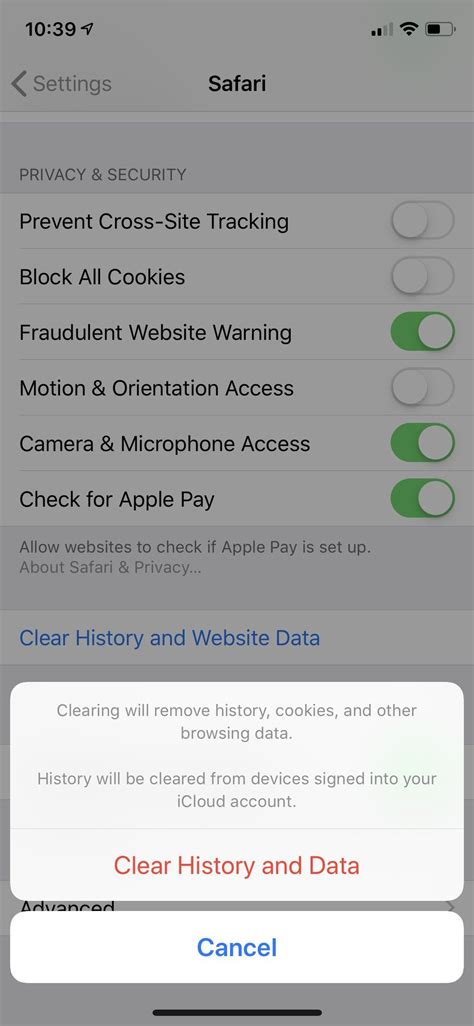 10:39
Settings
Safari
PRIVACY & SECURITY
Prevent Cross-Site Tracking
Block All Cookies
Fraudulent Website Warning
Motion & Orientation Access
Camera & Microphone Access
Check for Apple Pay
Allow websites to check if Apple Pay is set up.
About Safari & Privacy...
Clear History and Website Data
Clearing will remove history, cookies, and other
browsing data.
History will be cleared from devices signed into your
iCloud account.
Clear History and Data
Advanced
Cancel